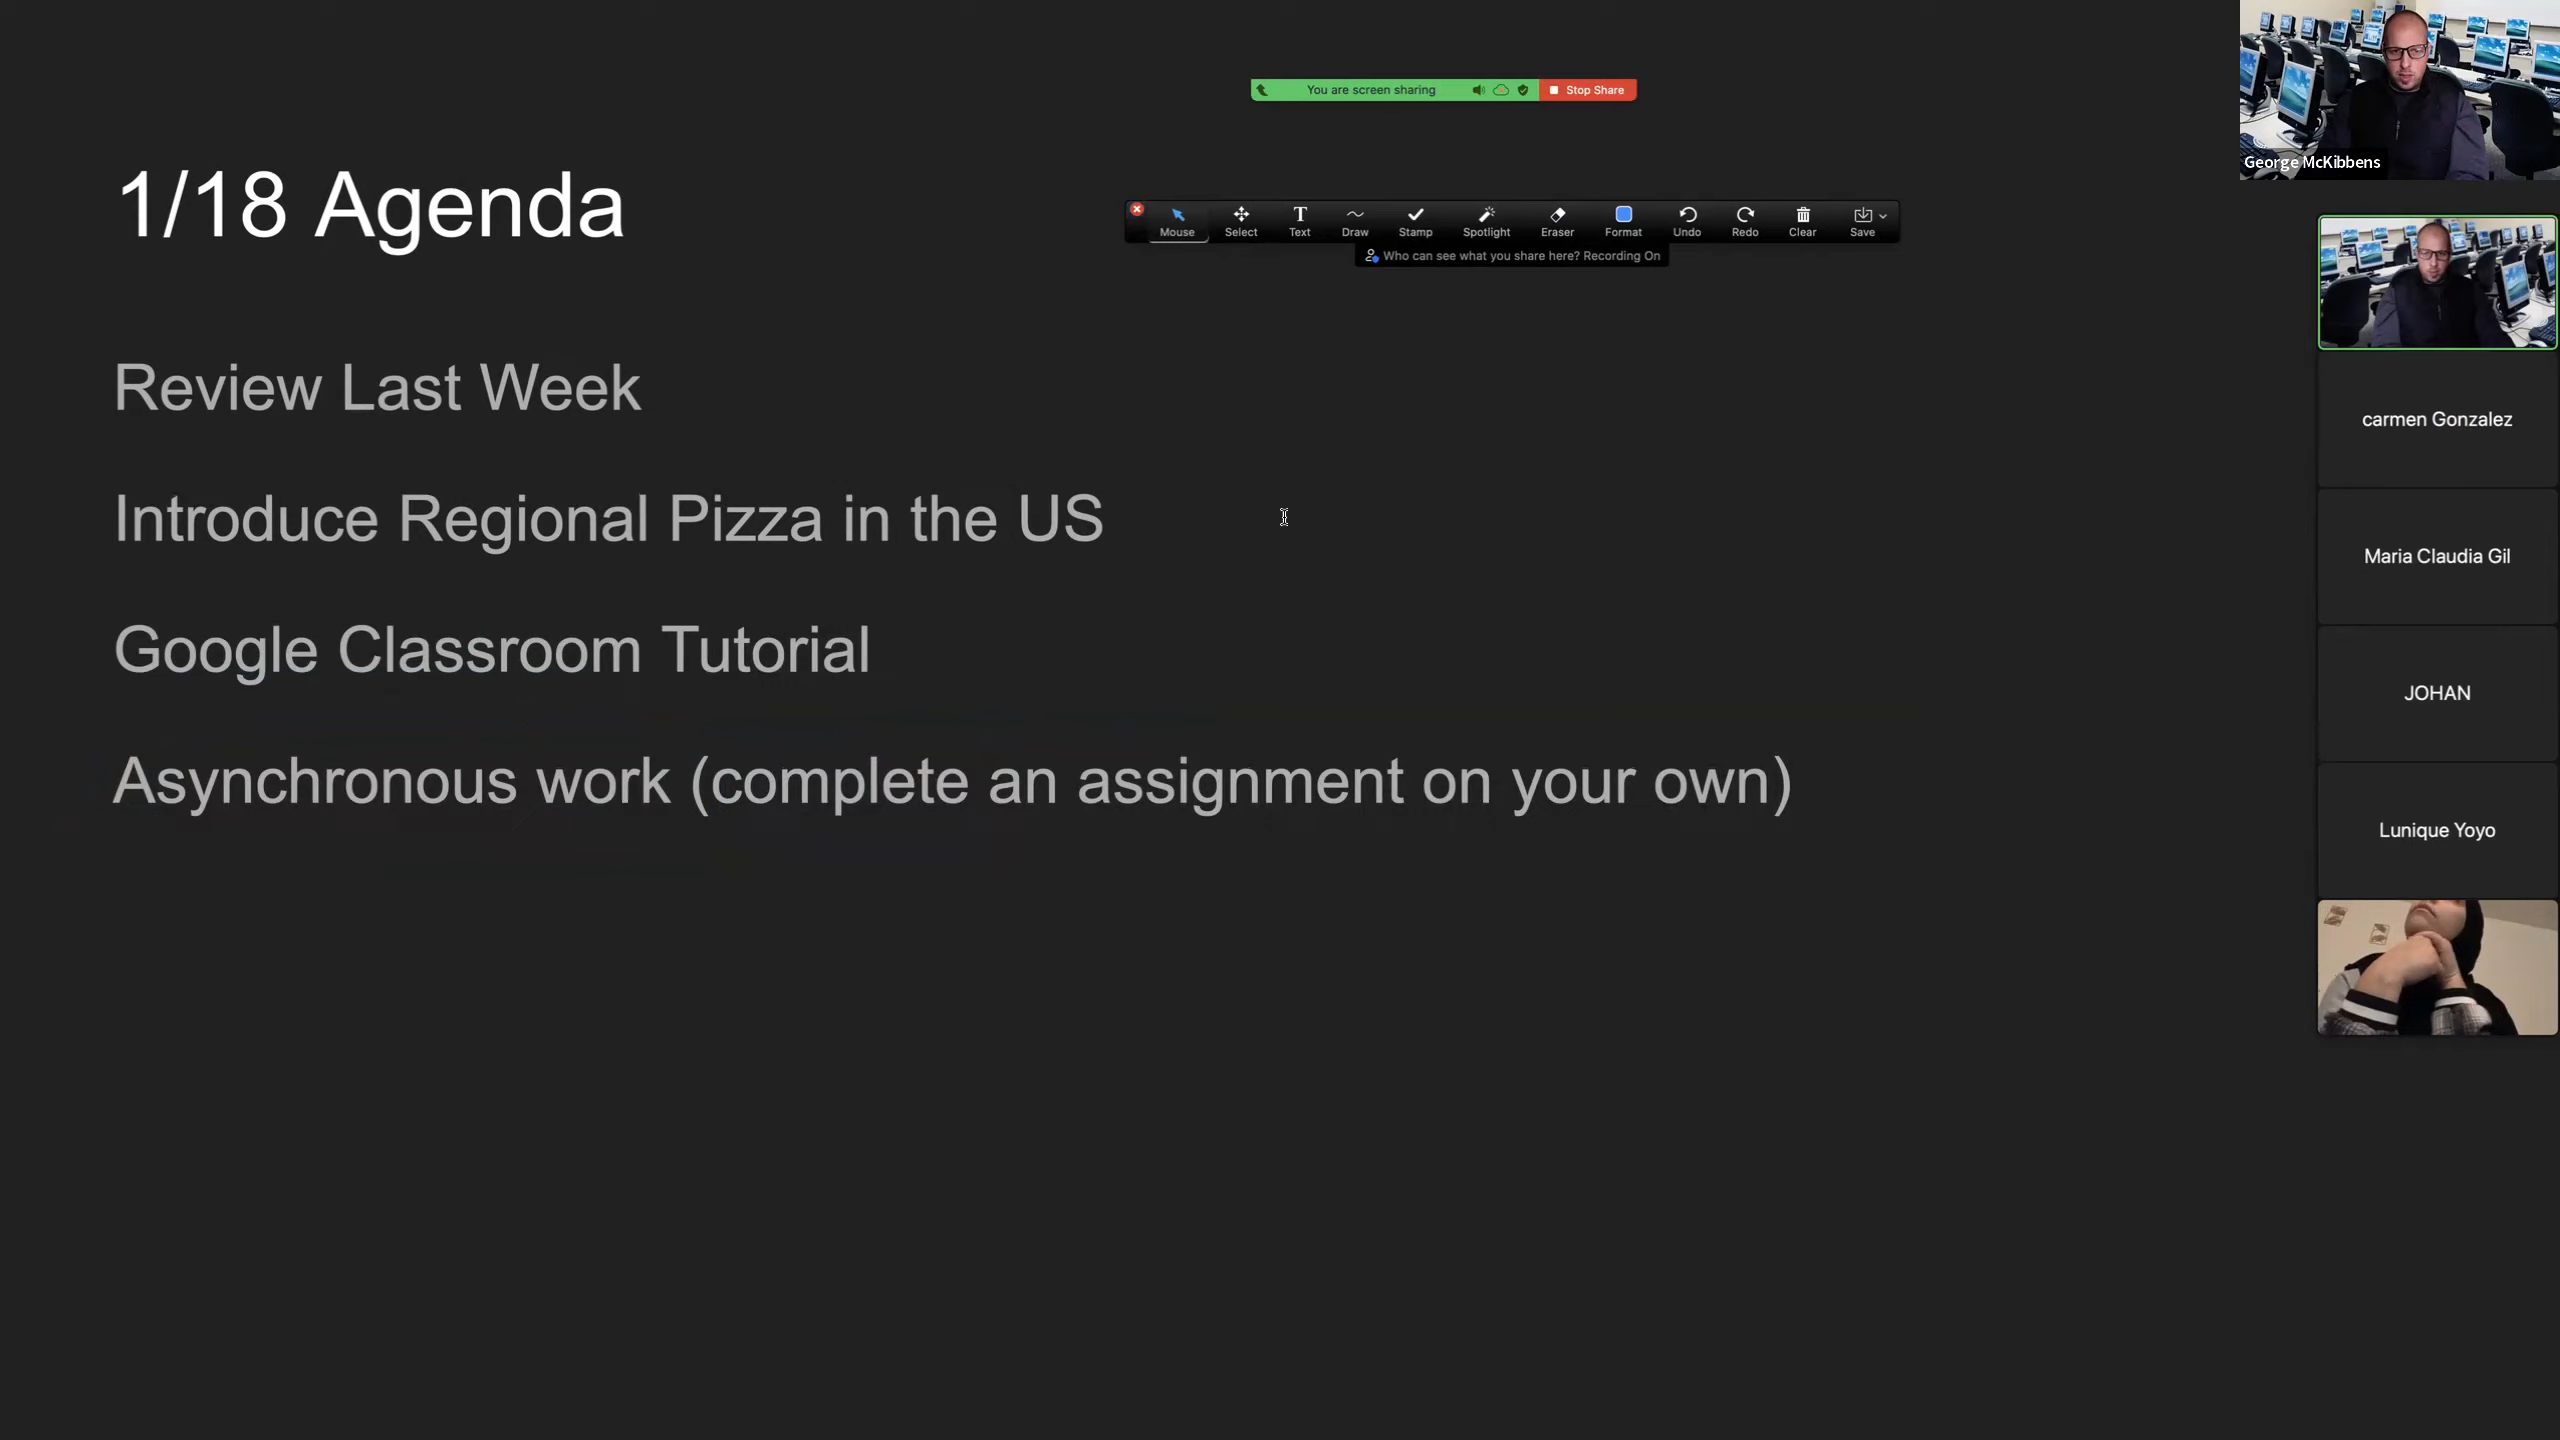 You are screen sharing
Stop Share
George McKibbens
1/18 Agenda
Mouse Select Text Draw Stamp Spotlight Eraser Format Undo Redo Clear Save
Who can see what you share here? Recording On
Review Last Week
Introduce Regional Pizza in the US
Google Classroom Tutorial
Asynchronous work (complete an assignment on your own)
carmen Gonzalez
Maria Claudia Gil
JOHAN
Lunique Yoyo